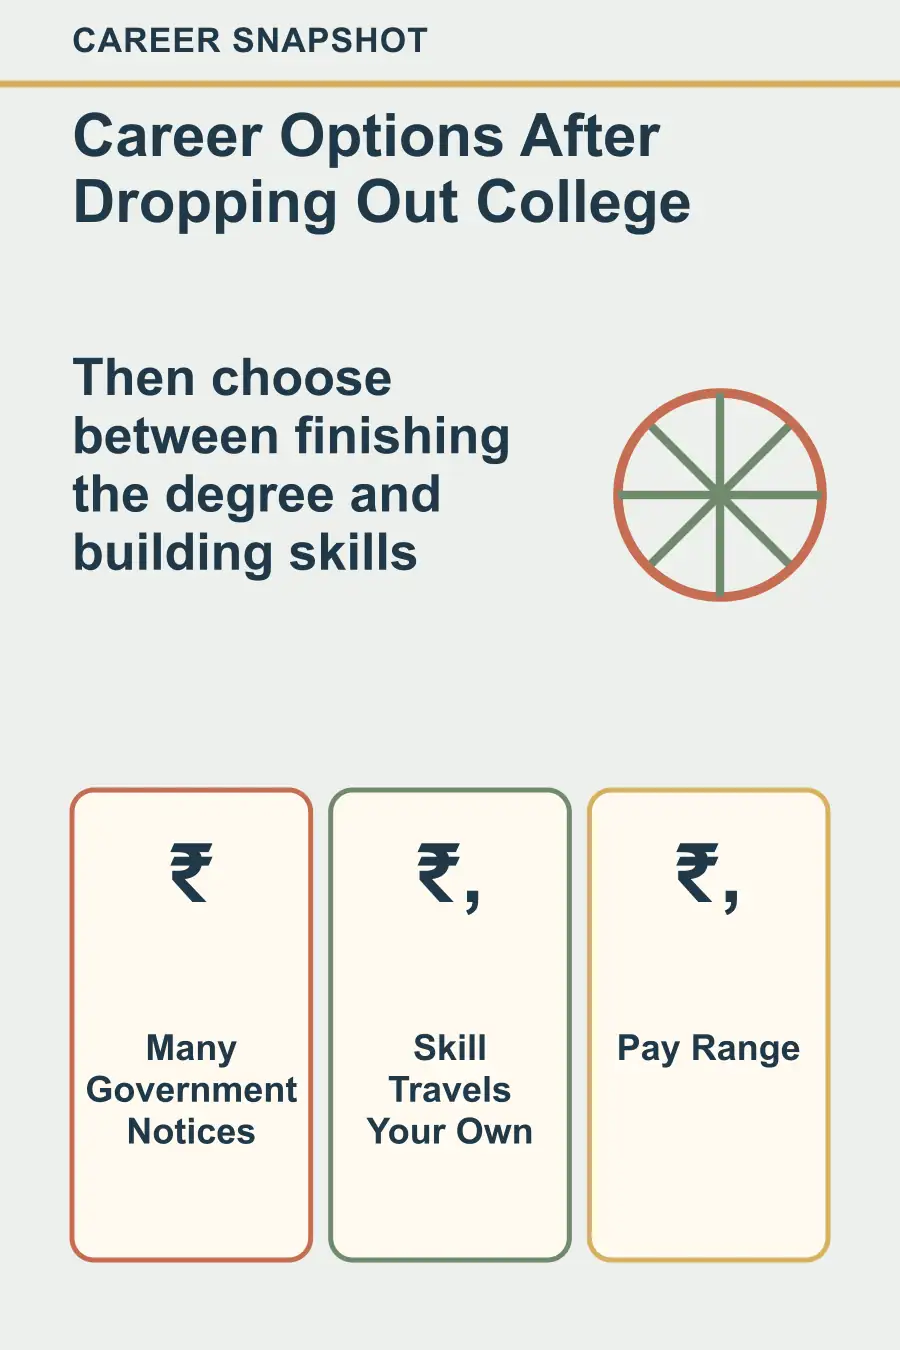 CAREER SNAPSHOT
Career Options After
Dropping Out College
Then choose
between finishing
the degree and
building skills
₹
Many
Government
Notices
₹,
Skill
Travels
Your Own
₹,
Pay Range